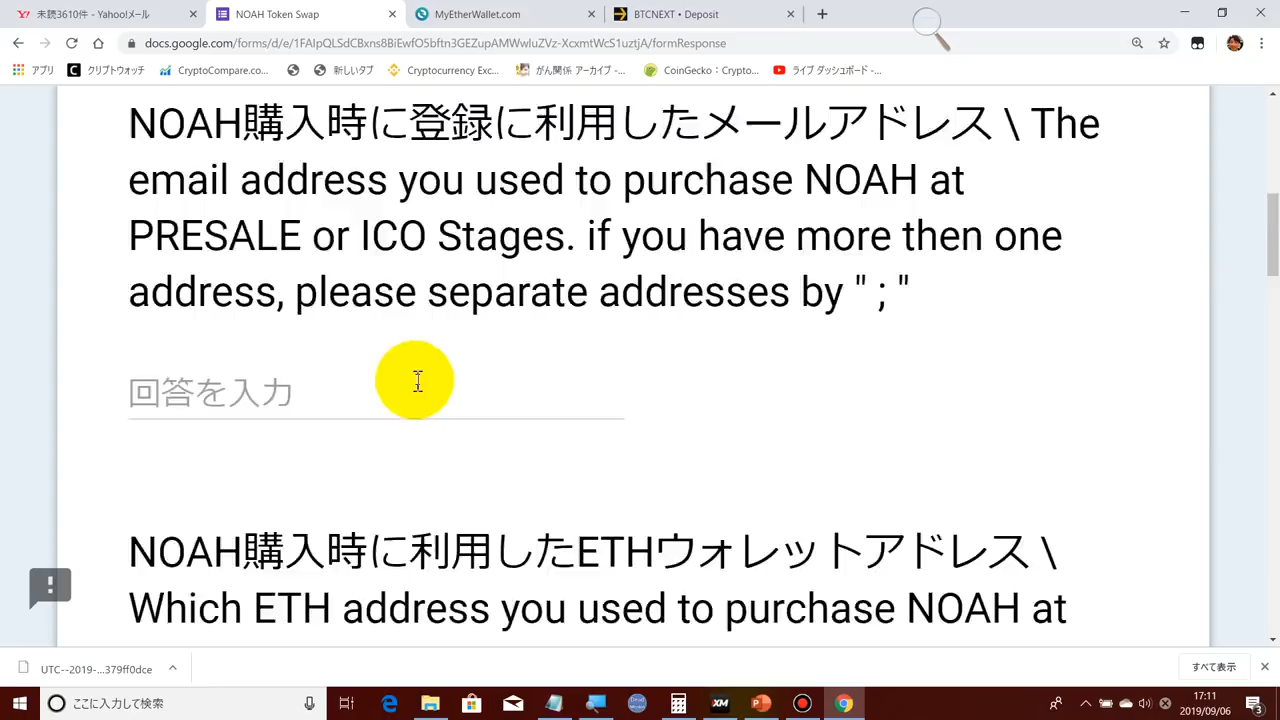 未読3610件 - Yahoo!メール
NOAH Token Swap
MyEtherWallet.com
BTCNEXT • Deposit
docs.google.com/forms/d/e/1FAIpQLSdCBxns8BiEwfO5bftn3GEZupAMWwIuZVz-XcxmtWcS1uztjA/formResponse
アプリ
クリプトウォッチ
CryptoCompare.co...
新しいタブ
Cryptocurrency Exc...
がん関係 アーカイブ - ...
CoinGecko：Crypto...
ライブ ダッシュボード - ...
NOAH購入時に登録に利用したメールアドレス \ The
email address you used to purchase NOAH at
PRESALE or ICO Stages. if you have more then one
address, please separate addresses by " ; "
回答を入力
NOAH購入時に利用したETHウォレットアドレス \
Which ETH address you used to purchase NOAH at
UTC--2019-...379ff0dce
すべて表示
ここに入力して検索
XM
17:11
2019/09/06
3